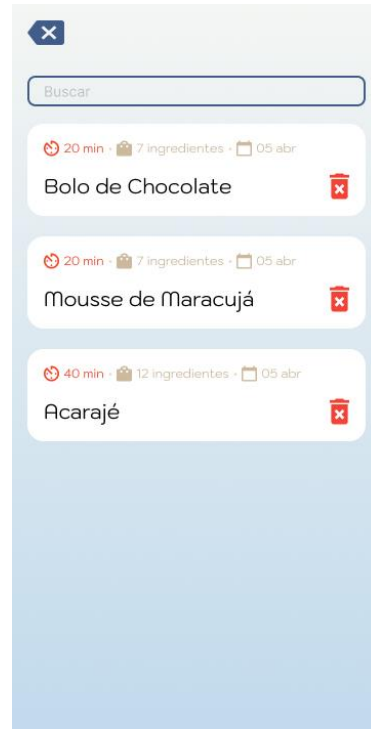 Buscar
20 min • 7 ingredientes • 05 abr
Bolo de Chocolate
20 min • 7 ingredientes • 05 abr
Mousse de Maracujá
40 min • 12 ingredientes • 05 abr
Acarajé